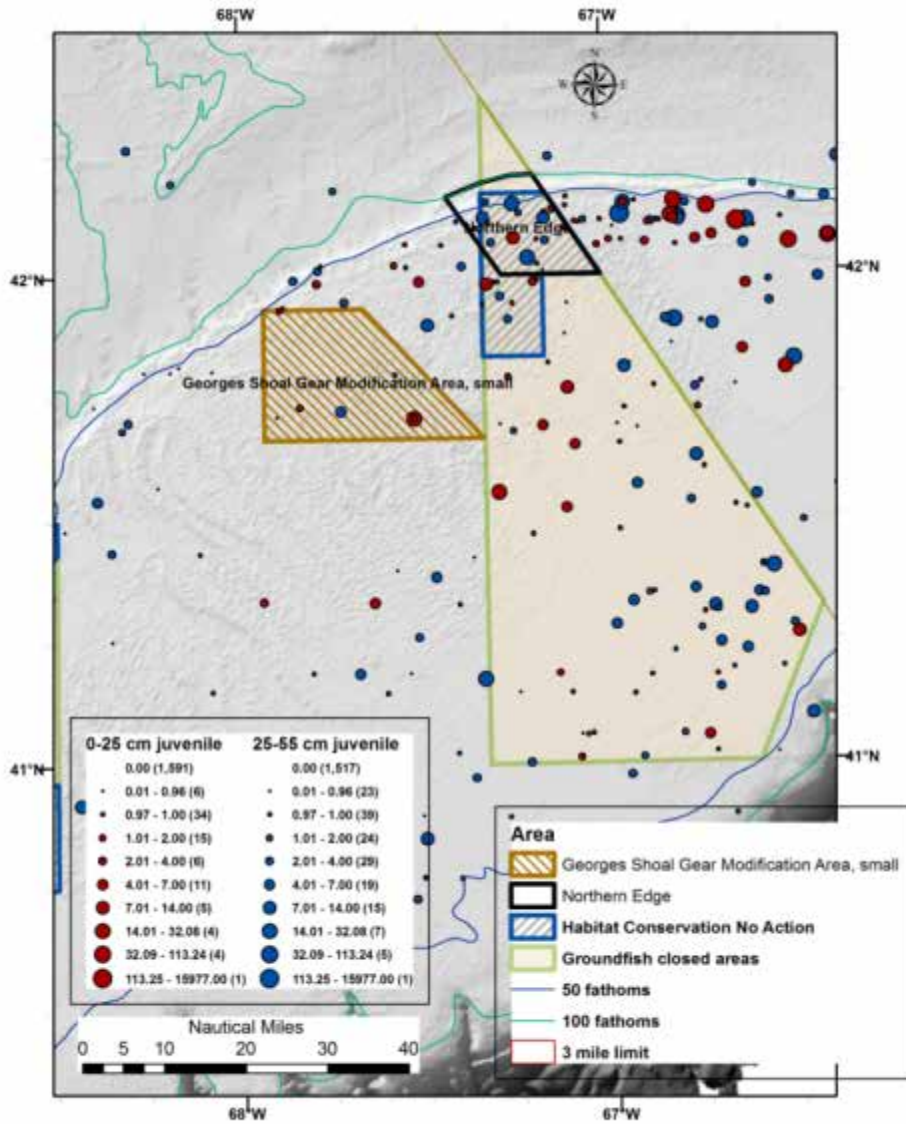 68°W 67°W
N
W E
S
42°N 42°N
Northern Edge
Georges Shoal Gear Modification Area, small
41°N 41°N
0-25 cm juvenile 25-55 cm juvenile
0.00 (1,591) 0.00 (1,517)
0.01 - 0.96 (6) 0.01 - 0.96 (23)
0.97 - 1.00 (34) 0.97 - 1.00 (39)
1.01 - 2.00 (15) 1.01 - 2.00 (24)
2.01 - 4.00 (6) 2.01 - 4.00 (29)
4.01 - 7.00 (11) 4.01 - 7.00 (19)
7.01 - 14.00 (5) 7.01 - 14.00 (15)
14.01 - 32.08 (4) 14.01 - 32.08 (7)
32.09 - 113.24 (4) 32.09 - 113.24 (5)
113.25 - 15977.00 (1) 113.25 - 15977.00 (1)
Nautical Miles
0 5 10 20 30 40
Area
Georges Shoal Gear Modification Area, small
Northern Edge
Habitat Conservation No Action
Groundfish closed areas
50 fathoms
100 fathoms
3 mile limit
68°W 67°W